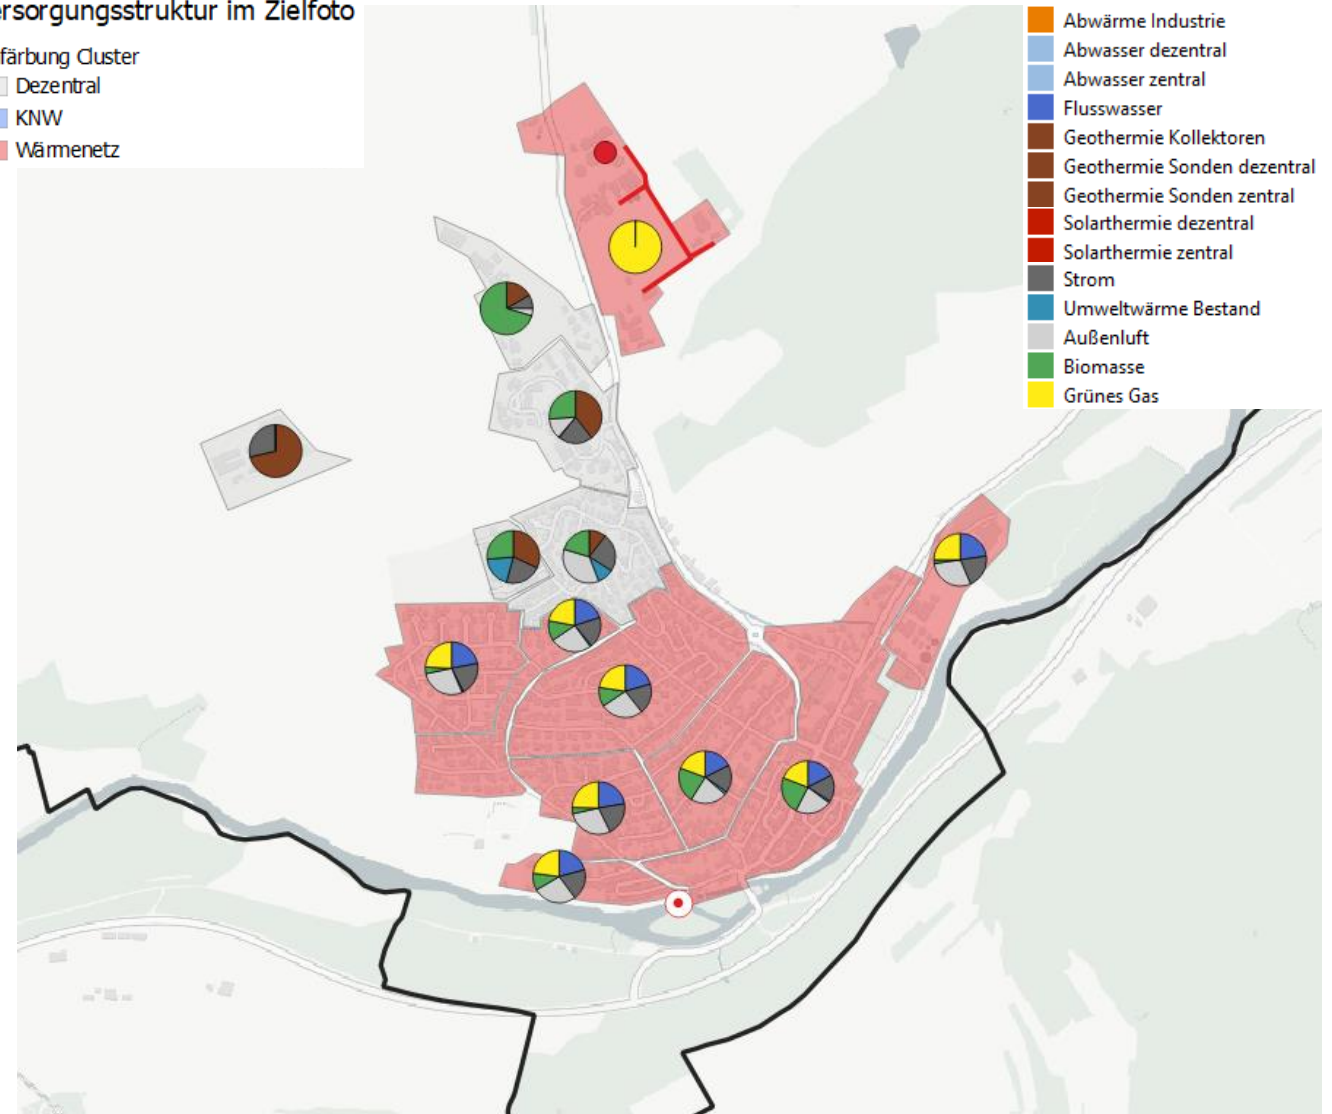 ersorgungsstruktur im Zielfoto
färbung Cluster
Dezentral
KNW
Wärmenetz
Abwärme Industrie
Abwasser dezentral
Abwasser zentral
Flusswasser
Geothermie Kollektoren
Geothermie Sonden dezentral
Geothermie Sonden zentral
Solarthermie dezentral
Solarthermie zentral
Strom
Umweltwärme Bestand
Außenluft
Biomasse
Grünes Gas